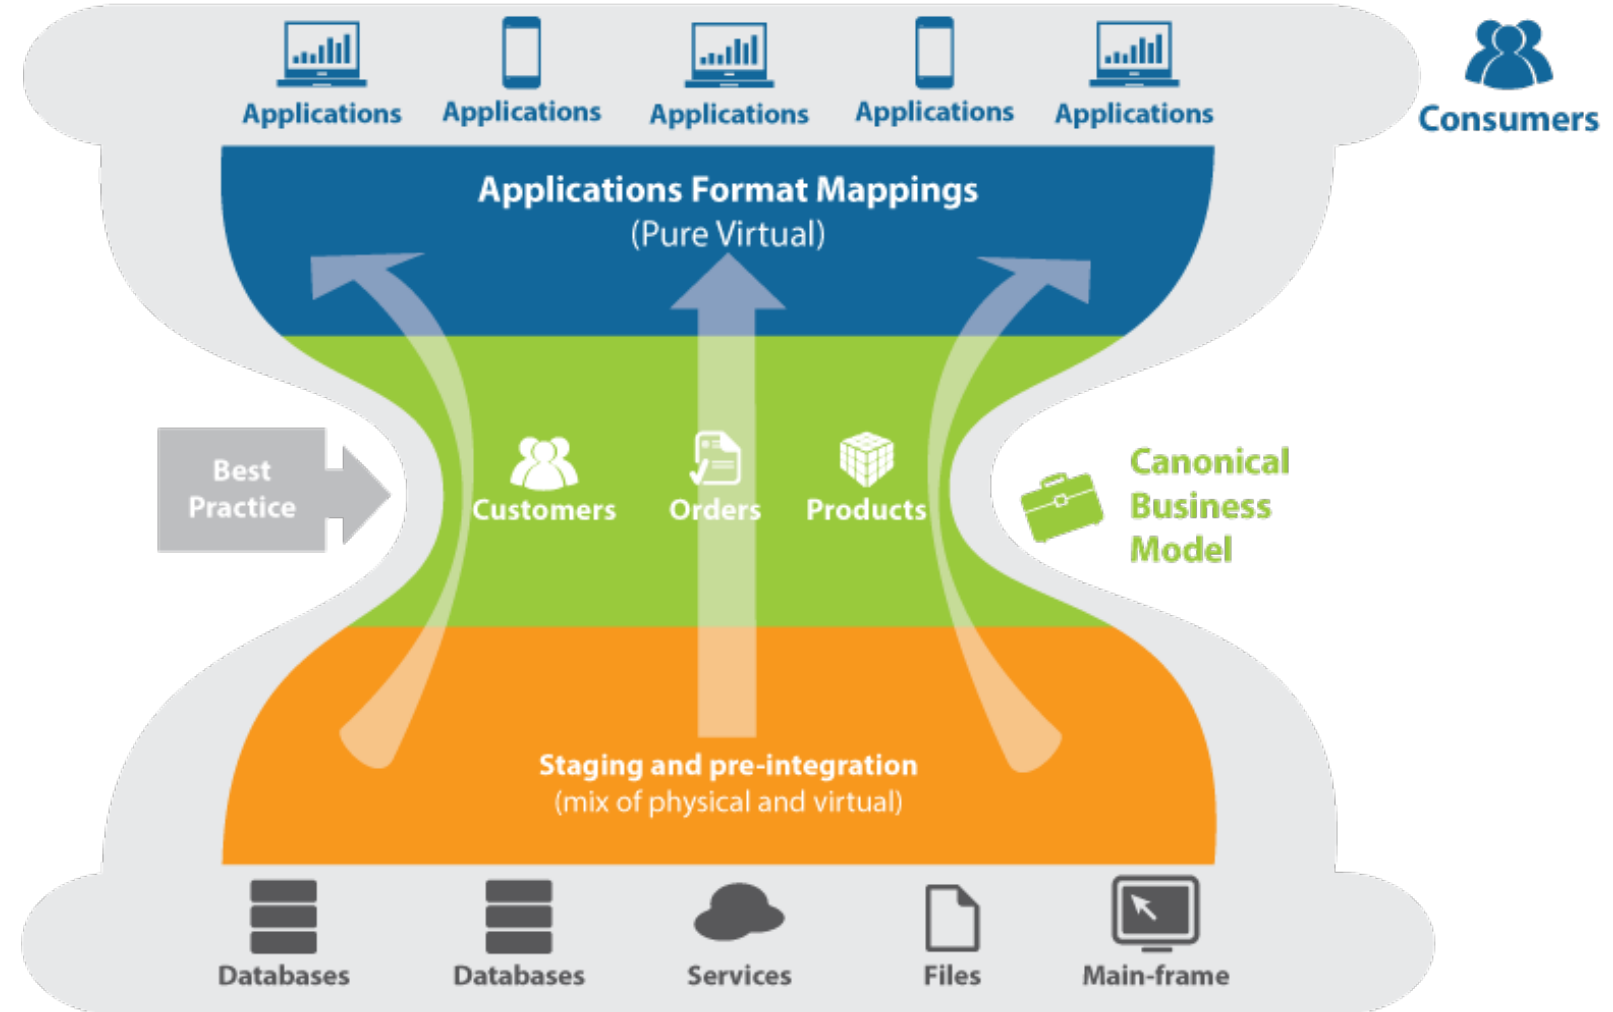 Applications
Applications
Applications
Applications
Applications
Consumers
Applications Format Mappings
(Pure Virtual)
Best
Practice
Customers
Orders
Products
Canonical
Business
Model
Staging and pre-integration
(mix of physical and virtual)
Databases
Databases
Services
Files
Main-frame